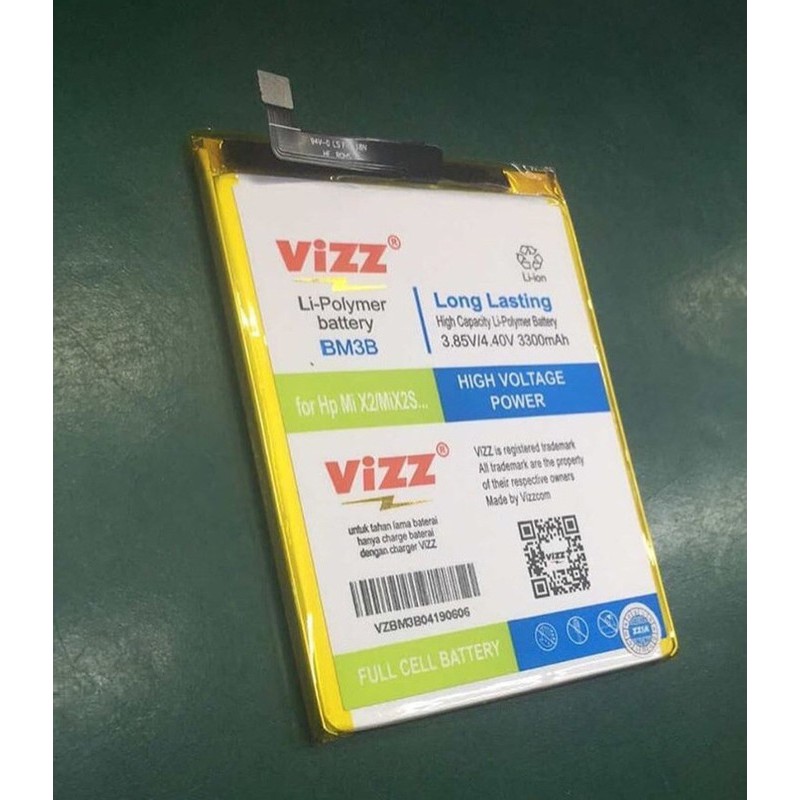 94V-0
ViZZ®
Li-Polymer
battery
BM3B
Li-ion
Long Lasting
High Capacity Li-Polymer Battery
3.85V/4.40V 3300mAh
for Hp Mi X2/MiX2S...
HIGH VOLTAGE
POWER
ViZZ®
untuk tahan lama baterai
hanya charge baterai
dengan charger ViZZ
VZBM3B04190606
ViZZ is registered trademark
All trademark are the property
of their respective owners
Made by Vizzcom
ViZZ
FULL CELL BATTERY